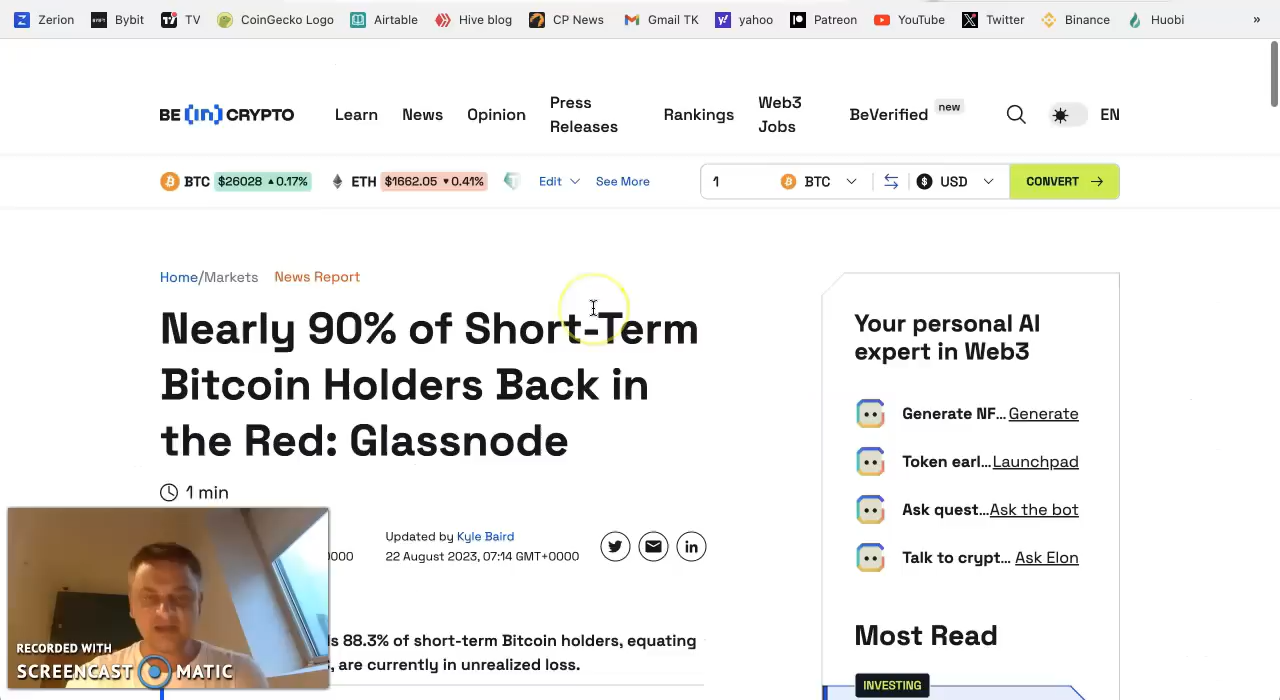 Zerion Bybit TV CoinGecko Logo Airtable Hive blog CP News Gmail TK yahoo Patreon YouTube Twitter Binance Huobi »
BE[IN]CRYPTO Learn News Opinion Press Releases Rankings Web3 Jobs BeVerified new EN
BTC $26028 ▲0.17% ETH $1662.05 ▼0.41% Edit See More 1 BTC USD CONVERT →
Home/Markets News Report
Nearly 90% of Short-Term
Bitcoin Holders Back in
the Red: Glassnode
1 min
Updated by Kyle Baird
0000 22 August 2023, 07:14 GMT+0000
88.3% of short-term Bitcoin holders, equating
are currently in unrealized loss.
RECORDED WITH
SCREENCAST MATIC
Your personal AI
expert in Web3
Generate NF... Generate
Token earl... Launchpad
Ask quest... Ask the bot
Talk to crypt... Ask Elon
Most Read
INVESTING